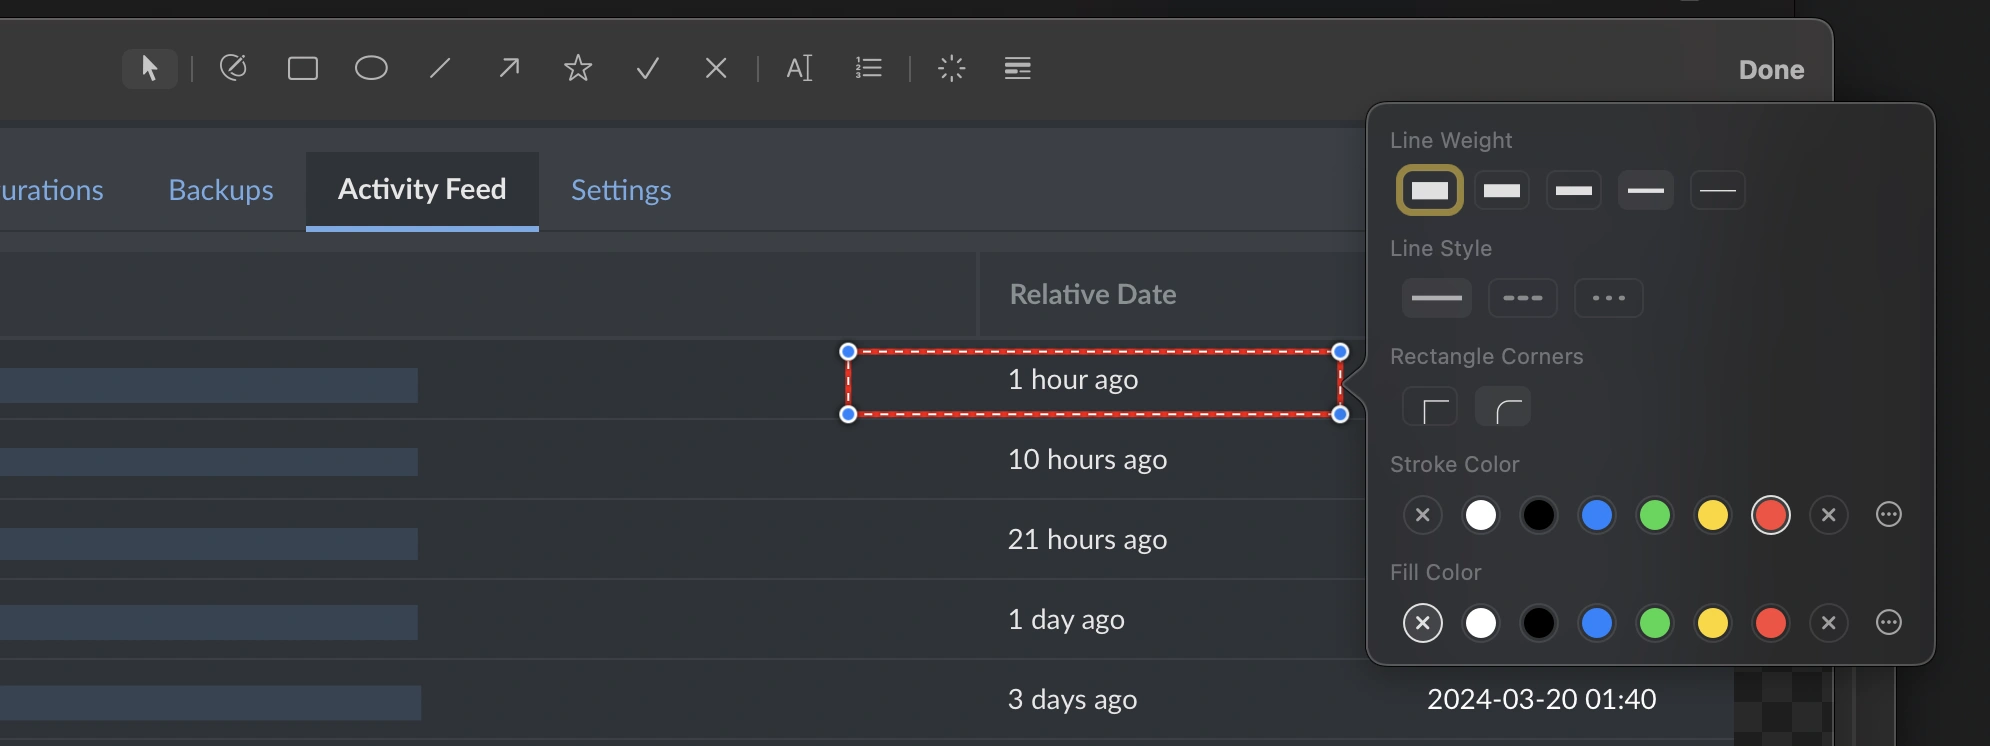 Done
urations Backups Activity Feed Settings
Relative Date
1 hour ago
10 hours ago
21 hours ago
1 day ago
3 days ago 2024-03-20 01:40
Line Weight
Line Style
Rectangle Corners
Stroke Color
Fill Color